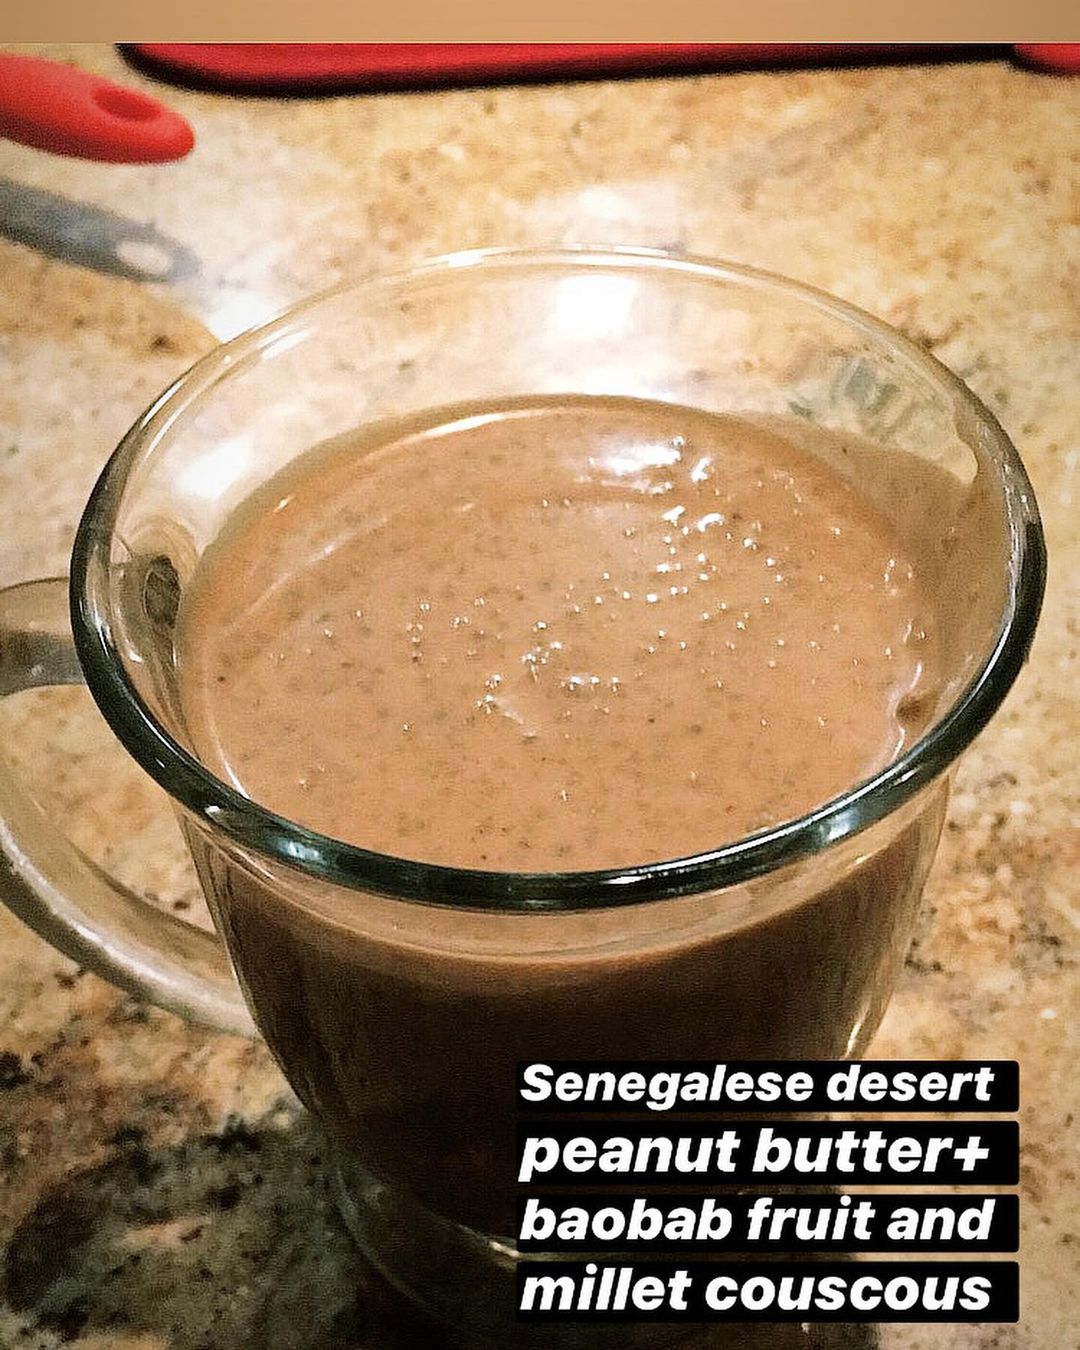 Senegalese desert
peanut butter+
baobab fruit and
millet couscous